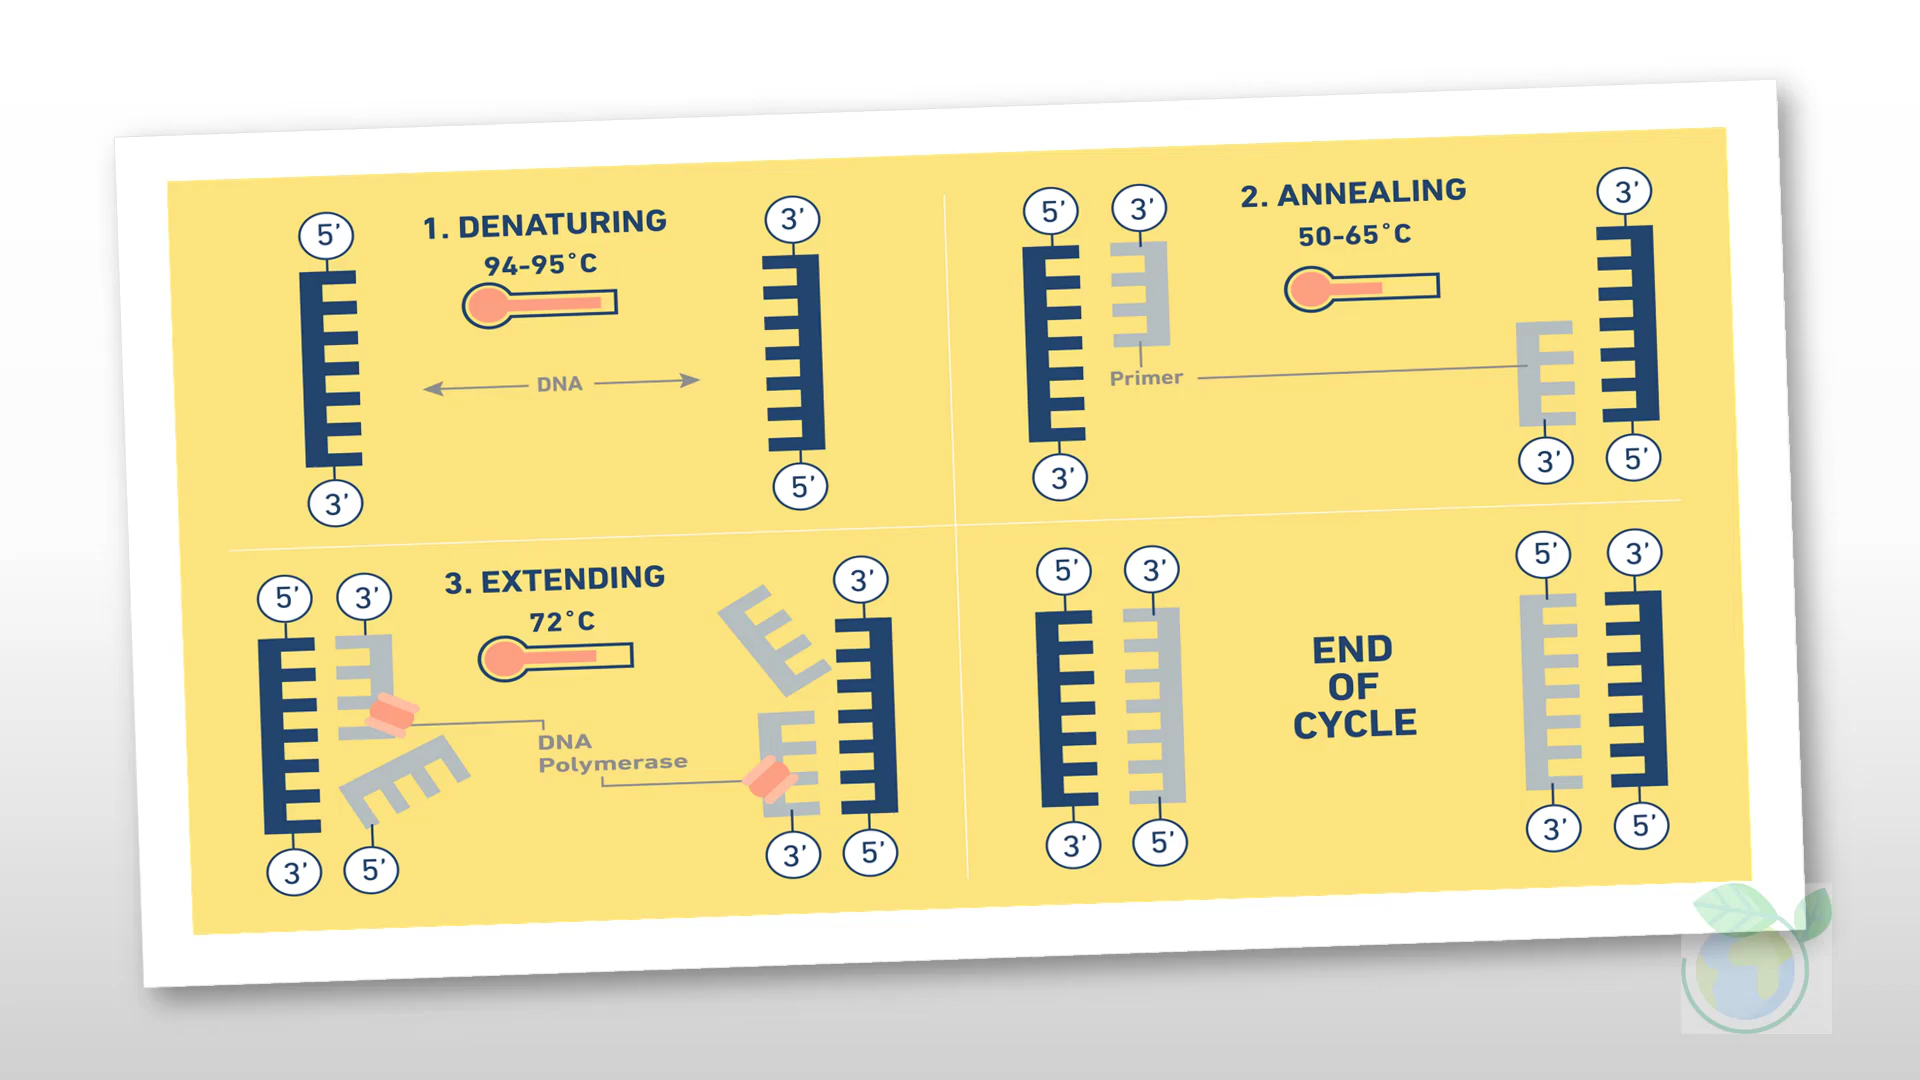 1. DENATURING
94-95°C
5’
3’
DNA
3’
5’
2. ANNEALING
50-65°C
5’
3’
3’
Primer
3’
3’
5’
3. EXTENDING
72°C
5’
3’
3’
DNA
Polymerase
3’
5’
3’
5’
5’
3’
5’
3’
END
OF
CYCLE
3’
5’
3’
5’